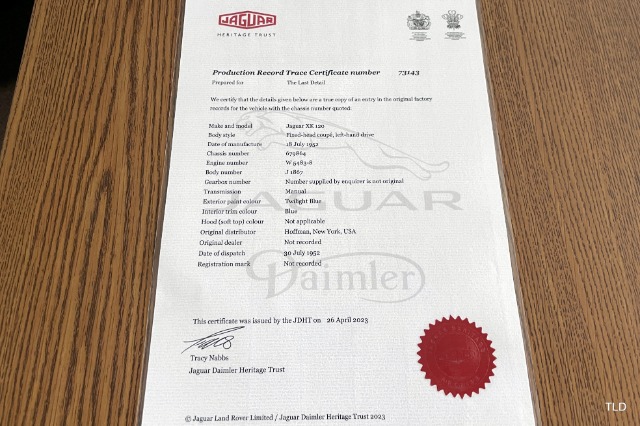 JAGUAR
HERITAGE TRUST
Production Record Trace Certificate number 73143
Prepared for The Last Detail
We certify that the details given below are a true copy of an entry in the original factory
records for the vehicle with the chassis number quoted:
Make and model Jaguar XK 120
Body style Fixed-head coupé, left-hand drive
Date of manufacture 18 July 1952
Chassis number 679864
Engine number W 5483-8
Body number J 1867
Gearbox number Number supplied by enquirer is not original
Transmission Manual
Exterior paint colour Twilight Blue
JAGUAR
Interior trim colour Blue
Hood (soft top) colour Not applicable
Original distributor Hoffman, New York, USA
Original dealer Not recorded
Date of dispatch 30 July 1952
Registration mark Not recorded
Daimler
This certificate was issued by the JDHT on 26 April 2023
Tracy Nabbs
Jaguar Daimler Heritage Trust
© Jaguar Land Rover Limited / Jaguar Daimler Heritage Trust 2023
TLD